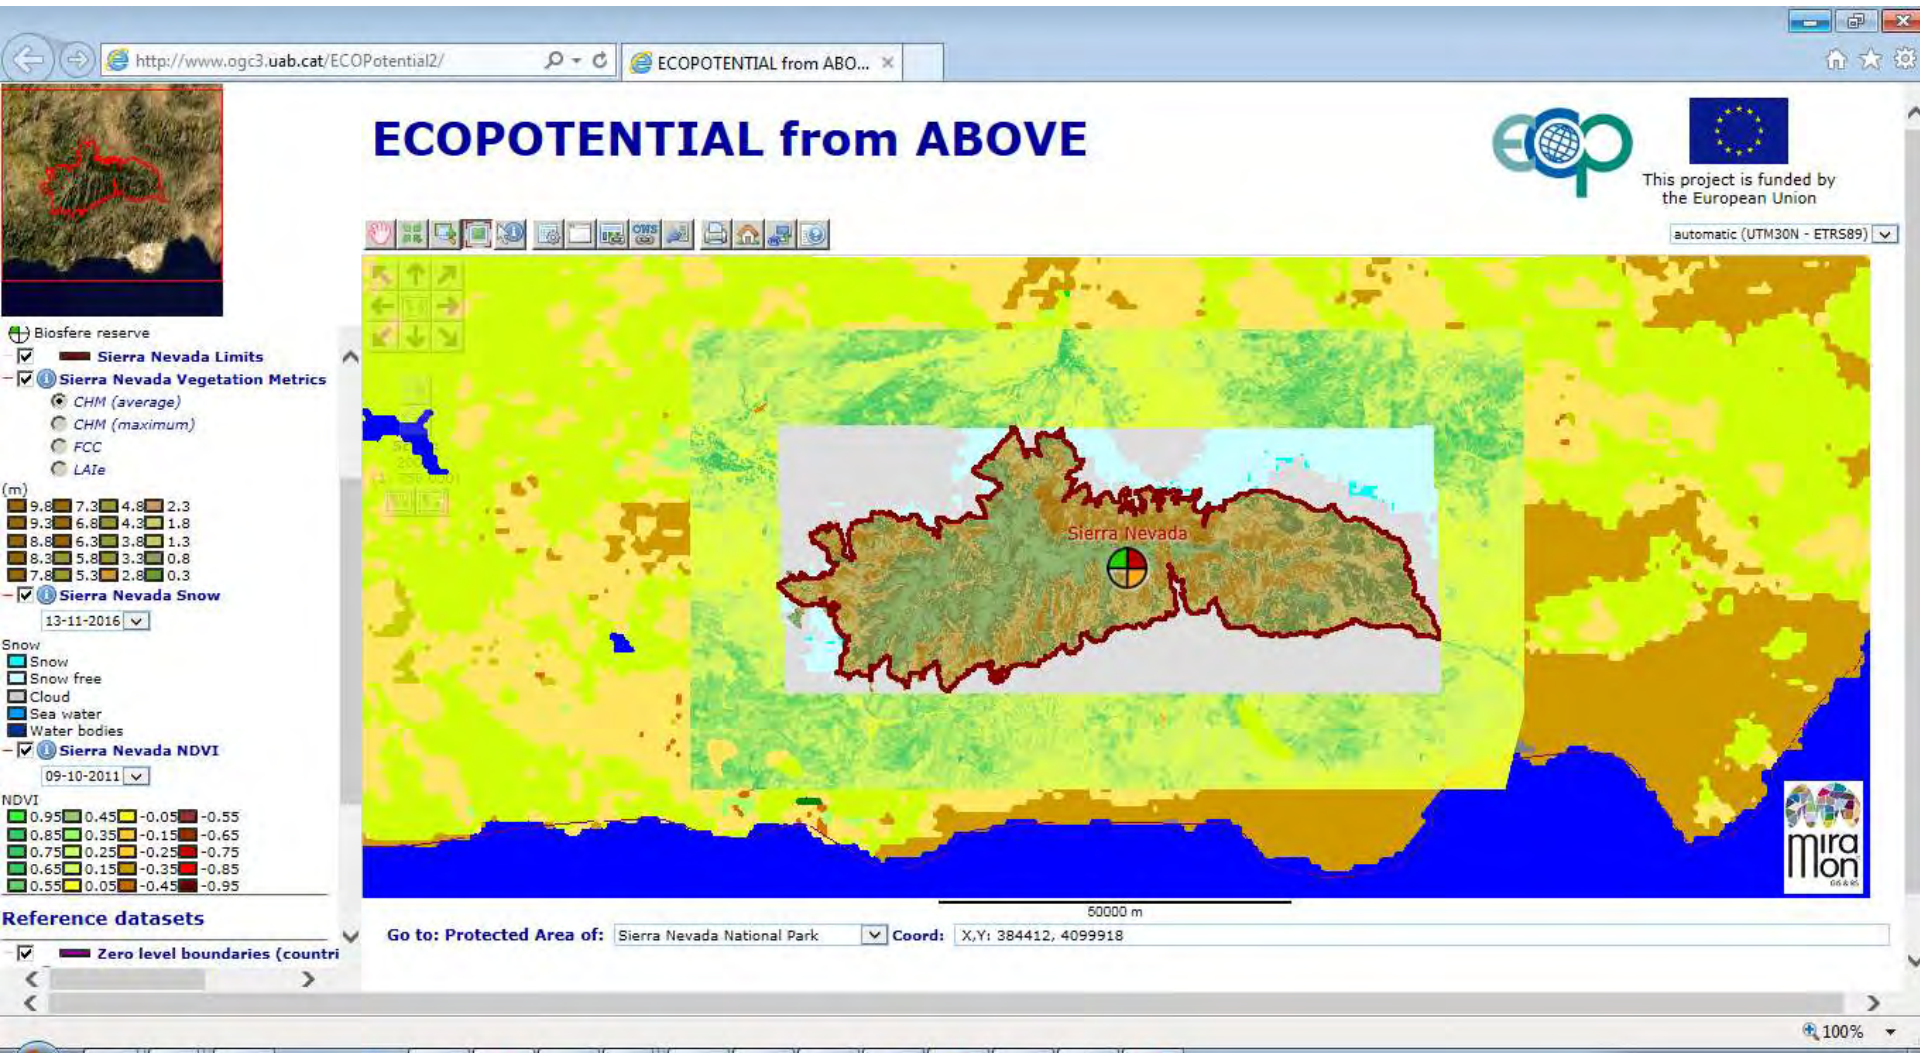 http://www.ogc3.uab.cat/ECOPotential2/
ECOPOTENTIAL from ABO...
ECOPOTENTIAL from ABOVE
ecp
This project is funded by
the European Union
automatic (UTM30N - ETRS89)
OWS
Biosfere reserve
Sierra Nevada Limits
Sierra Nevada Vegetation Metrics
CHM (average)
CHM (maximum)
FCC
LAIe
(m)
9.8 7.3 4.8 2.3
9.3 6.8 4.3 1.8
8.8 6.3 3.8 1.3
8.3 5.8 3.3 0.8
7.8 5.3 2.8 0.3
Sierra Nevada Snow
13-11-2016
Snow
Snow
Snow free
Cloud
Sea water
Water bodies
Sierra Nevada NDVI
09-10-2011
NDVI
0.95 0.45 -0.05 -0.55
0.85 0.35 -0.15 -0.65
0.75 0.25 -0.25 -0.75
0.65 0.15 -0.35 -0.85
0.55 0.05 -0.45 -0.95
Reference datasets
Zero level boundaries (countri
Sierra Nevada
mira
mon
GIS & RS
50000 m
Go to: Protected Area of: Sierra Nevada National Park Coord: X,Y: 384412, 4099918
100%